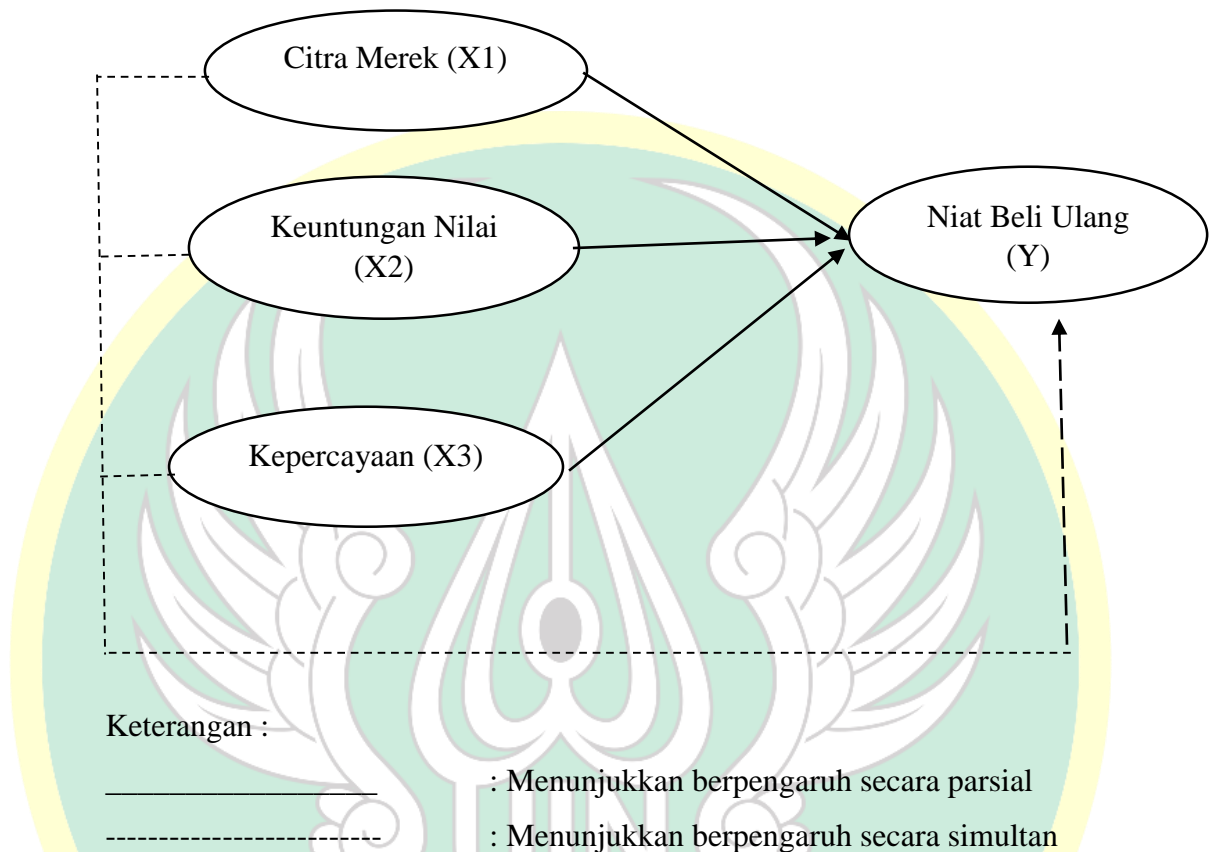 Citra Merek (X1)
Keuntungan Nilai
(X2)
Kepercayaan (X3)
Niat Beli Ulang
(Y)
Keterangan :
_________________ : Menunjukkan berpengaruh secara parsial
-------------------------- : Menunjukkan berpengaruh secara simultan